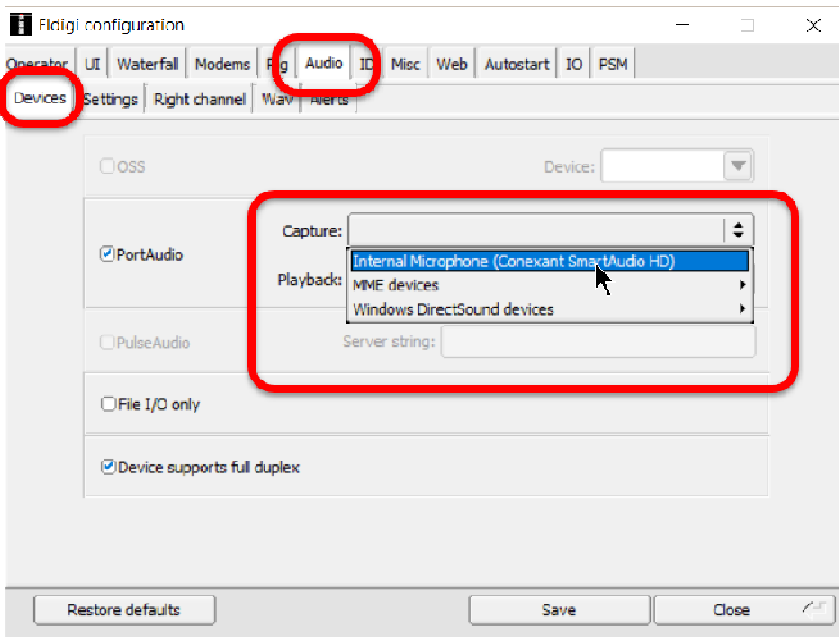 Fldigi configuration
Operator UI Waterfall Modems Rig Audio ID Misc Web Autostart IO PSM
Devices Settings Right channel Wav Alerts
OSS Device:
Capture:
PortAudio
Internal Microphone (Conexant SmartAudio HD)
Playback: MME devices
Windows DirectSound devices
PulseAudio Server string:
File I/O only
Device supports full duplex
Restore defaults Save Close